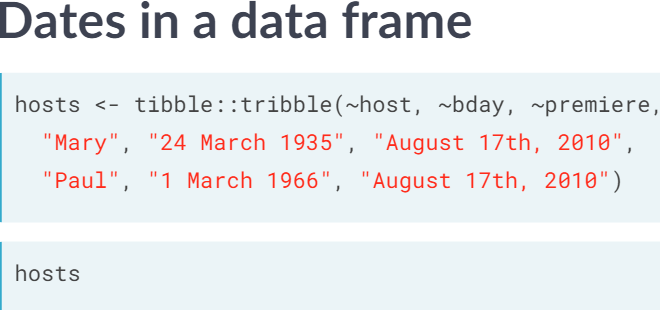 Dates in a data frame
hosts <- tibble::tribble(~host, ~bday, ~premiere,
"Mary", "24 March 1935", "August 17th, 2010",
"Paul", "1 March 1966", "August 17th, 2010")
hosts